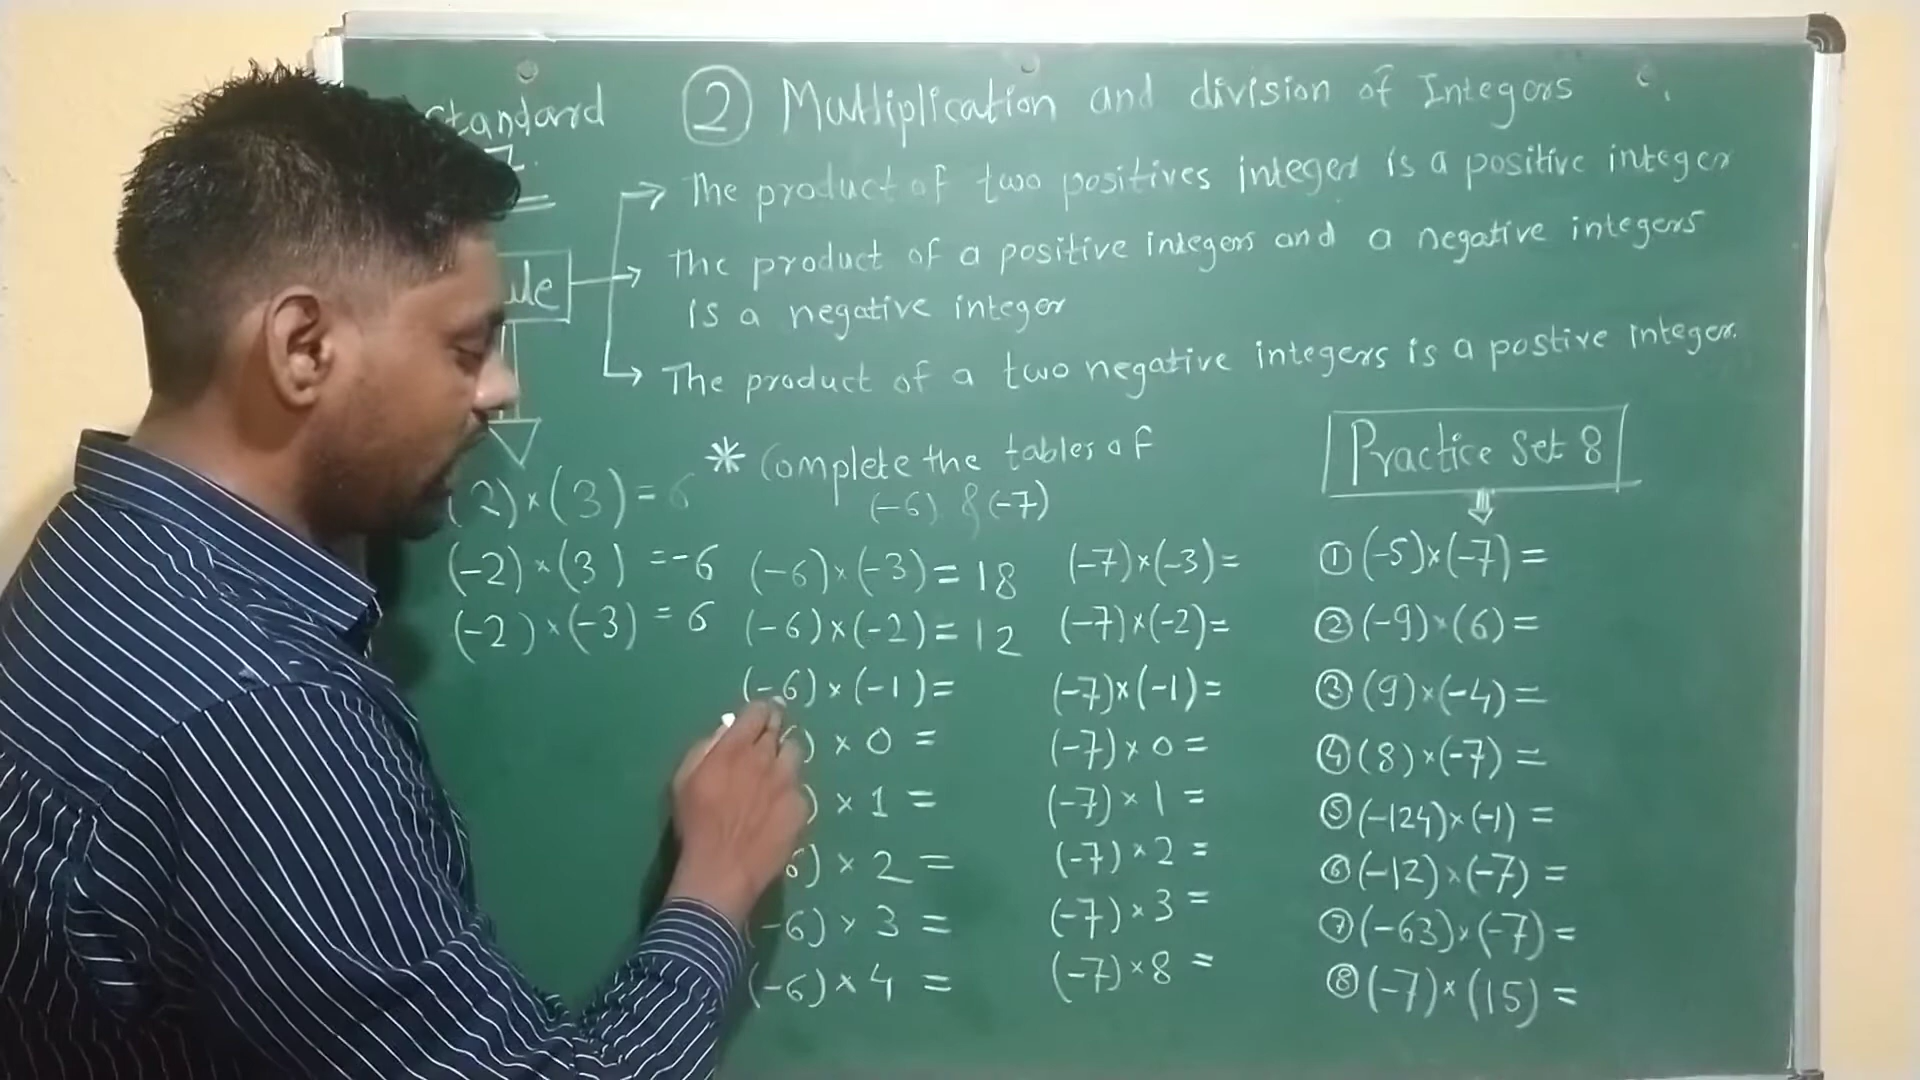 Standard ② Multiplication and division of Integers
7.
→ The product of two positives integer is a positive integer
→ The product of a positive integers and a negative integers
is a negative integer
→ The product of a two negative integers is a postive integer.
* Complete the tables of
(-6) & (-7)
(2)×(3)=6
(-2)×(3) =-6
(-2)×(-3) =6
(-6)×(-3)=18
(-6)×(-2)=12
(-6)×(-1)=
) × 0 =
) × 1 =
6) × 2 =
(-6) × 3 =
(-6) × 4 =
(-7)×(-3)=
(-7)×(-2)=
(-7)×(-1)=
(-7)×0=
(-7)×1=
(-7)×2=
(-7)×3=
(-7)×8=
Practice Set 8
① (-5)×(-7)=
② (-9)×(6)=
③ (9)×(-4)=
④ (8)×(-7)=
⑤ (-124)×(-1)=
⑥ (-12)×(-7)=
⑦ (-63)×(-7)=
⑧ (-7)×(15)=